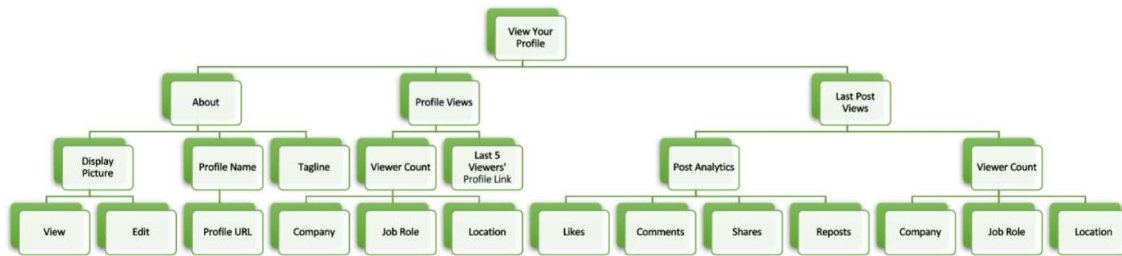 View Your
Profile
About
Profile Views
Last Post
Views
Display
Picture
Profile Name
Tagline
Viewer Count
Last 5
Viewers'
Profile Link
Post Analytics
Viewer Count
View
Edit
Profile URL
Company
Job Role
Location
Likes
Comments
Shares
Reposts
Company
Job Role
Location